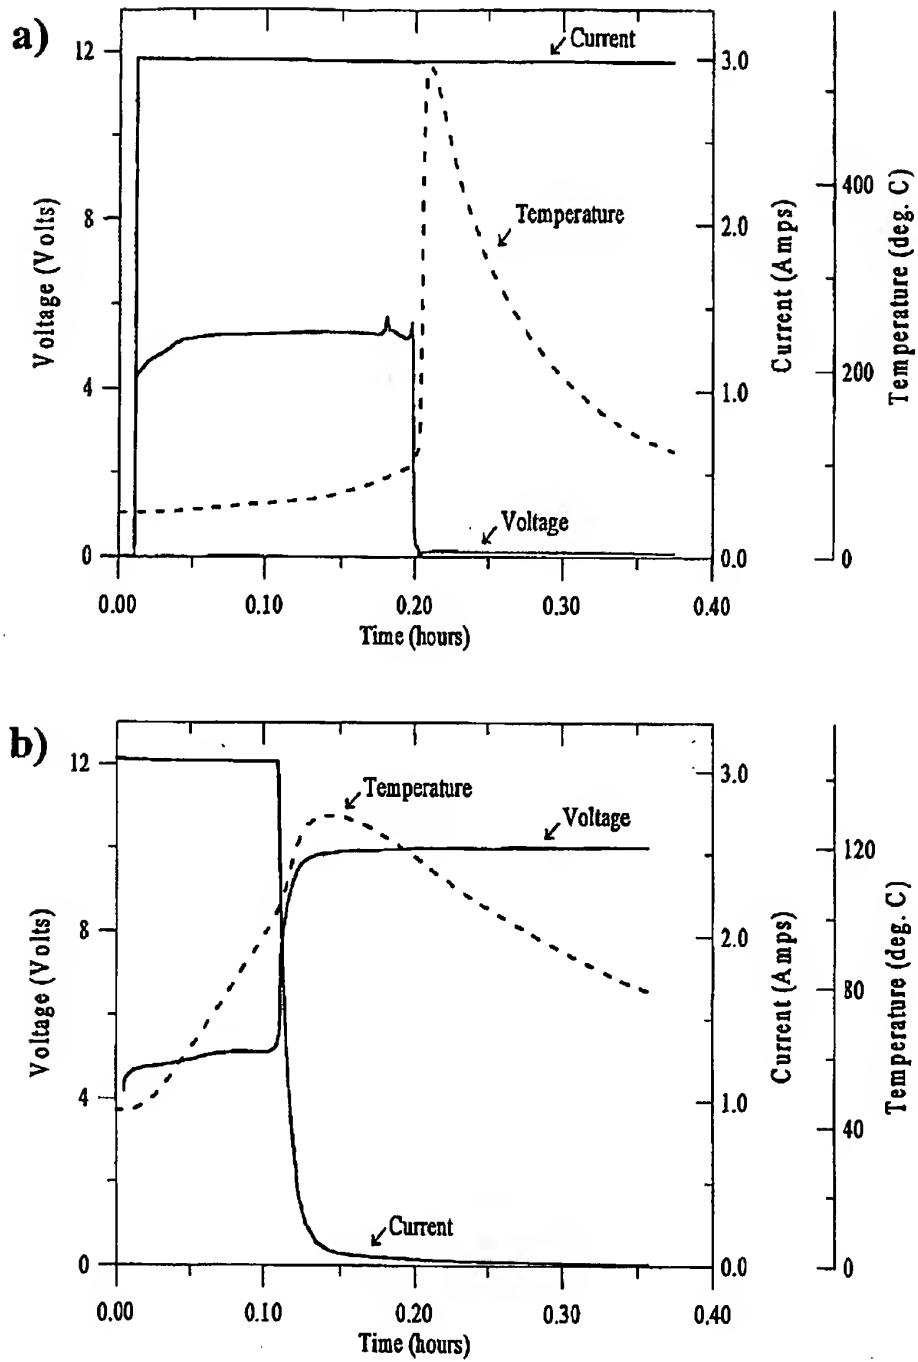 a)
Current
12
8
4
0
Voltage (Volts)
Temperature
Voltage
3.0
2.0
1.0
0.0
Current (Amps)
400
200
0
Temperature (deg. C)
0.00
0.10
0.20
0.30
0.40
Time (hours)
b)
Temperature
Voltage
12
8
4
0
Voltage (Volts)
Current
3.0
2.0
1.0
0.0
Current (Amps)
120
80
40
0
Temperature (deg. C)
0.00
0.10
0.20
0.30
0.40
Time (hours)